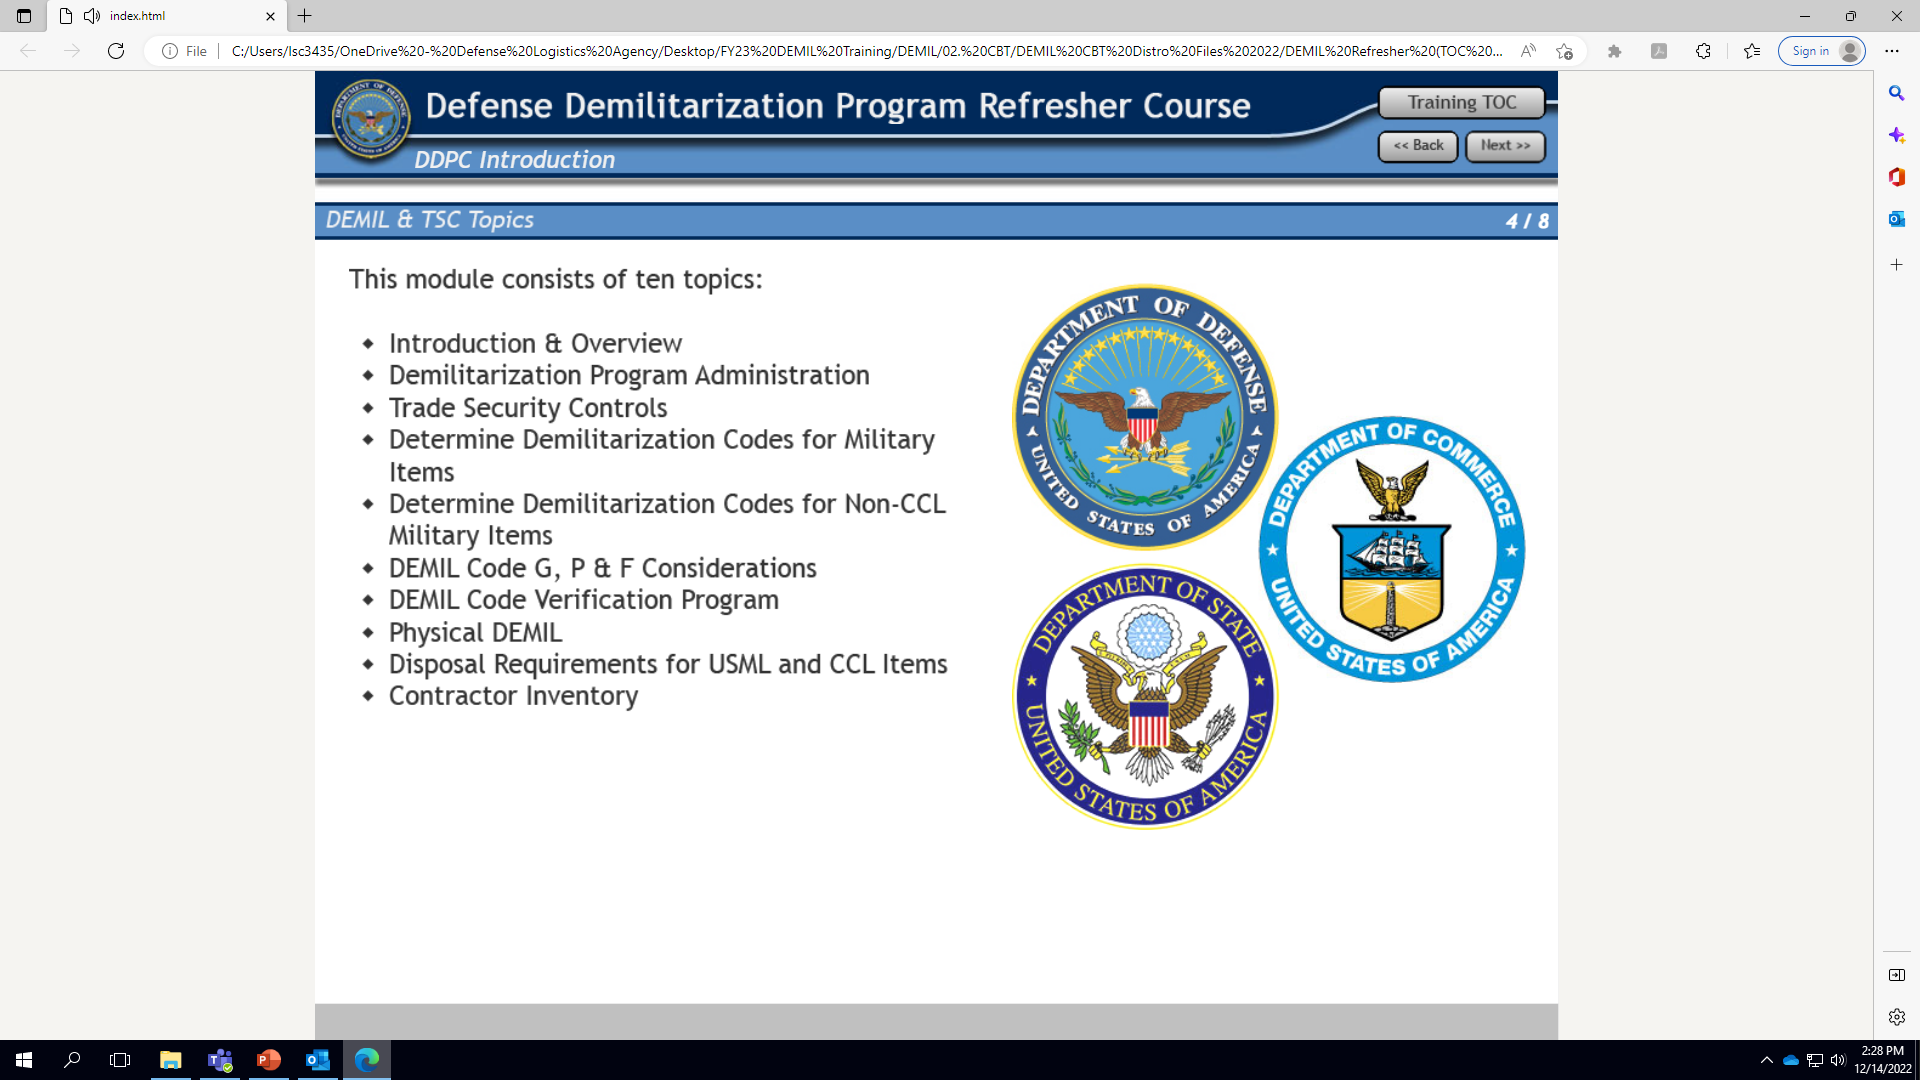 index.html
File
C:/Users/lsc3435/OneDrive%20-%20Defense%20Logistics%20Agency/Desktop/FY23%20DEMIL%20Training/DEMIL/02.%20CBT/DEMIL%20CBT%20Distro%20Files%202022/DEMIL%20Refresher%20(TOC%20...
Sign in
Defense Demilitarization Program Refresher Course
Training TOC
<< Back
Next >>
DDPC Introduction
DEMIL & TSC Topics
4 / 8
This module consists of ten topics:
◆ Introduction & Overview
◆ Demilitarization Program Administration
◆ Trade Security Controls
◆ Determine Demilitarization Codes for Military
Items
◆ Determine Demilitarization Codes for Non-CCL
Military Items
◆ DEMIL Code G, P & F Considerations
◆ DEMIL Code Verification Program
◆ Physical DEMIL
◆ Disposal Requirements for USML and CCL Items
◆ Contractor Inventory
DEPARTMENT OF DEFENSE
UNITED STATES OF AMERICA
DEPARTMENT OF COMMERCE
UNITED STATES OF AMERICA
DEPARTMENT OF STATE
UNITED STATES OF AMERICA
2:28 PM
12/14/2022